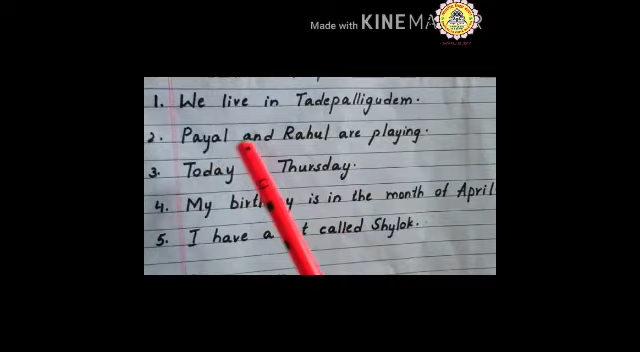 Made with KINEMA
1. We live in Tadepalligudem.
2. Payal and Rahul are playing.
3. Today Thursday.
4. My is in the month of April.
5. I have a called Shylok.